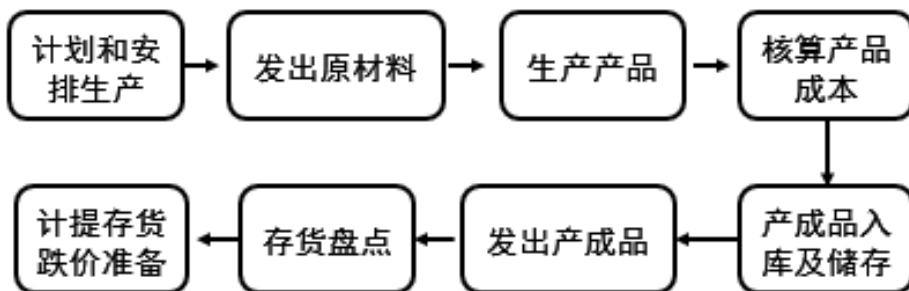 计划和安
排生产
发出原材料
生产产品
核算产品
成本
产成品入
库及储存
发出产成品
存货盘点
计提存货
跌价准备